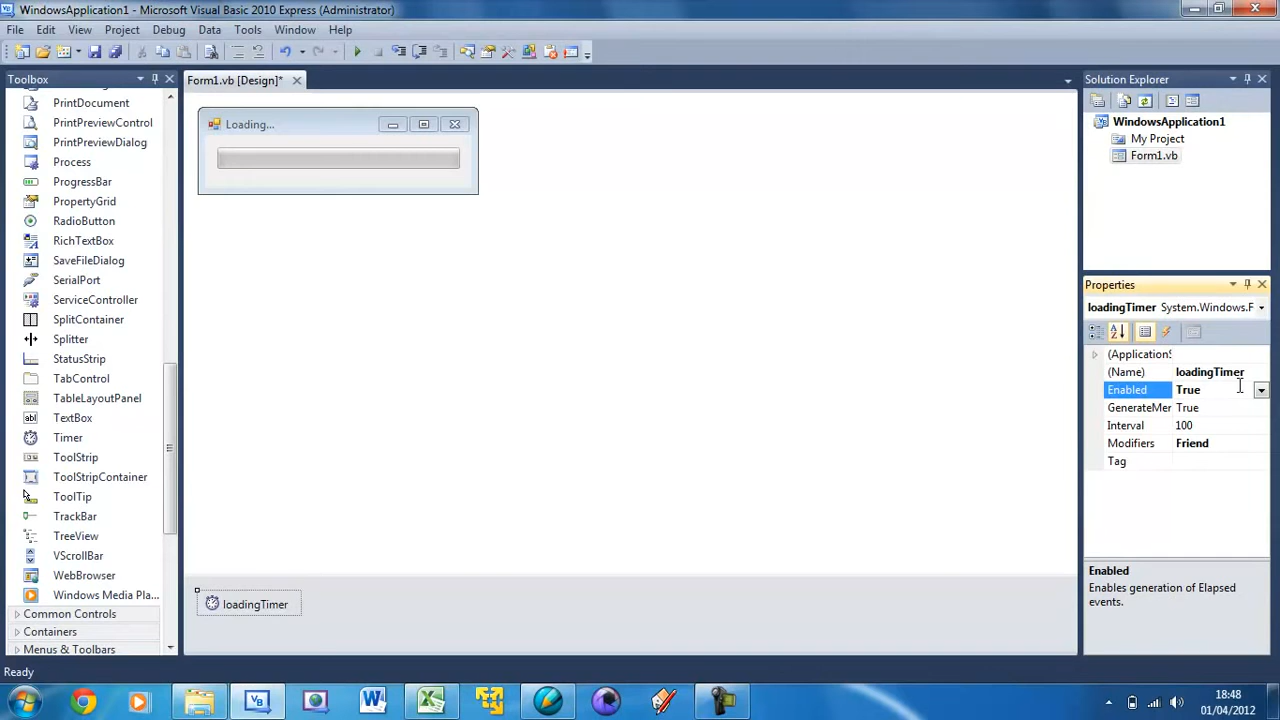 WindowsApplication1 - Microsoft Visual Basic 2010 Express (Administrator)
File Edit View Project Debug Data Tools Window Help
Toolbox
PrintDocument
PrintPreviewControl
PrintPreviewDialog
Process
ProgressBar
PropertyGrid
RadioButton
RichTextBox
SaveFileDialog
SerialPort
ServiceController
SplitContainer
Splitter
StatusStrip
TabControl
TableLayoutPanel
TextBox
Timer
ToolStrip
ToolStripContainer
ToolTip
TrackBar
TreeView
VScrollBar
WebBrowser
Windows Media Pla...
Common Controls
Containers
Menus & Toolbars
Form1.vb [Design]*
Loading...
loadingTimer
Solution Explorer
WindowsApplication1
My Project
Form1.vb
Properties
loadingTimer System.Windows.F
(ApplicationS
(Name) loadingTimer
Enabled True
GenerateMer True
Interval 100
Modifiers Friend
Tag
Enabled
Enables generation of Elapsed
events.
Ready
18:48
01/04/2012